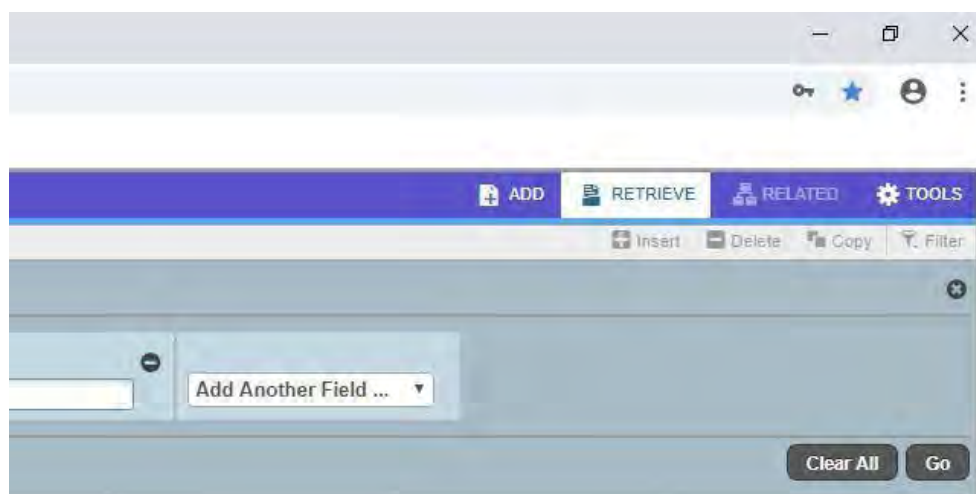 ADD RETRIEVE RELATED TOOLS
Insert Delete Copy Filter
Add Another Field ...
Clear All Go